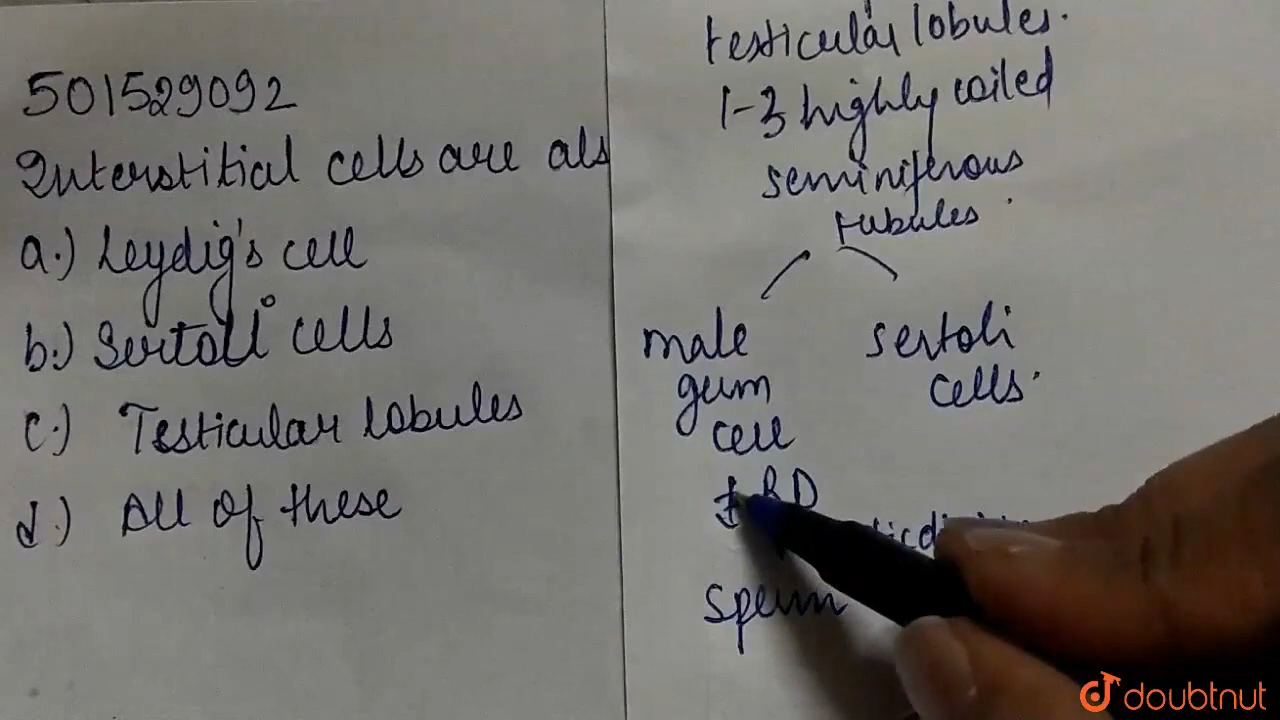 501529092
Interstitial cells are als
a.) Leydig's cell
b.) Sertoli cells
c.) Testicular lobules
d.) All of these
testicular lobules.
1-3 highly coiled
seminiferous
tubules.
male
germ
cell
sertoli
cells.
sperm
doubtnut